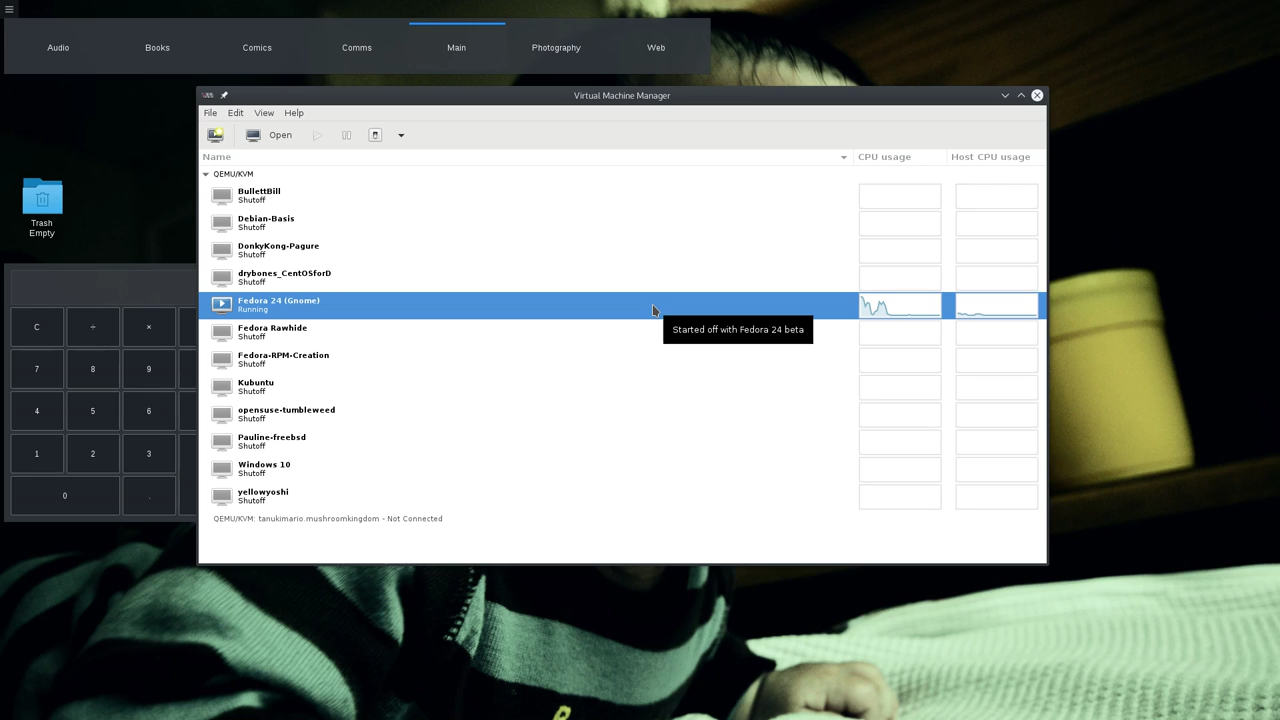 Audio Books Comics Comms Main Photography Web
Virtual Machine Manager
File Edit View Help
Open
Name CPU usage Host CPU usage
QEMU/KVM
BullettBill
Shutoff
Debian-Basis
Shutoff
DonkyKong-Pagure
Shutoff
drybones_CentOSforD
Shutoff
Fedora 24 (Gnome)
Running
Started off with Fedora 24 beta
Fedora Rawhide
Shutoff
Fedora-RPM-Creation
Shutoff
Kubuntu
Shutoff
opensuse-tumbleweed
Shutoff
Pauline-freebsd
Shutoff
Windows 10
Shutoff
yellowyoshi
Shutoff
QEMU/KVM: tanukimario.mushroomkingdom - Not Connected
Trash
Empty
C ÷ ×
7 8 9
4 5 6
1 2 3
0 .